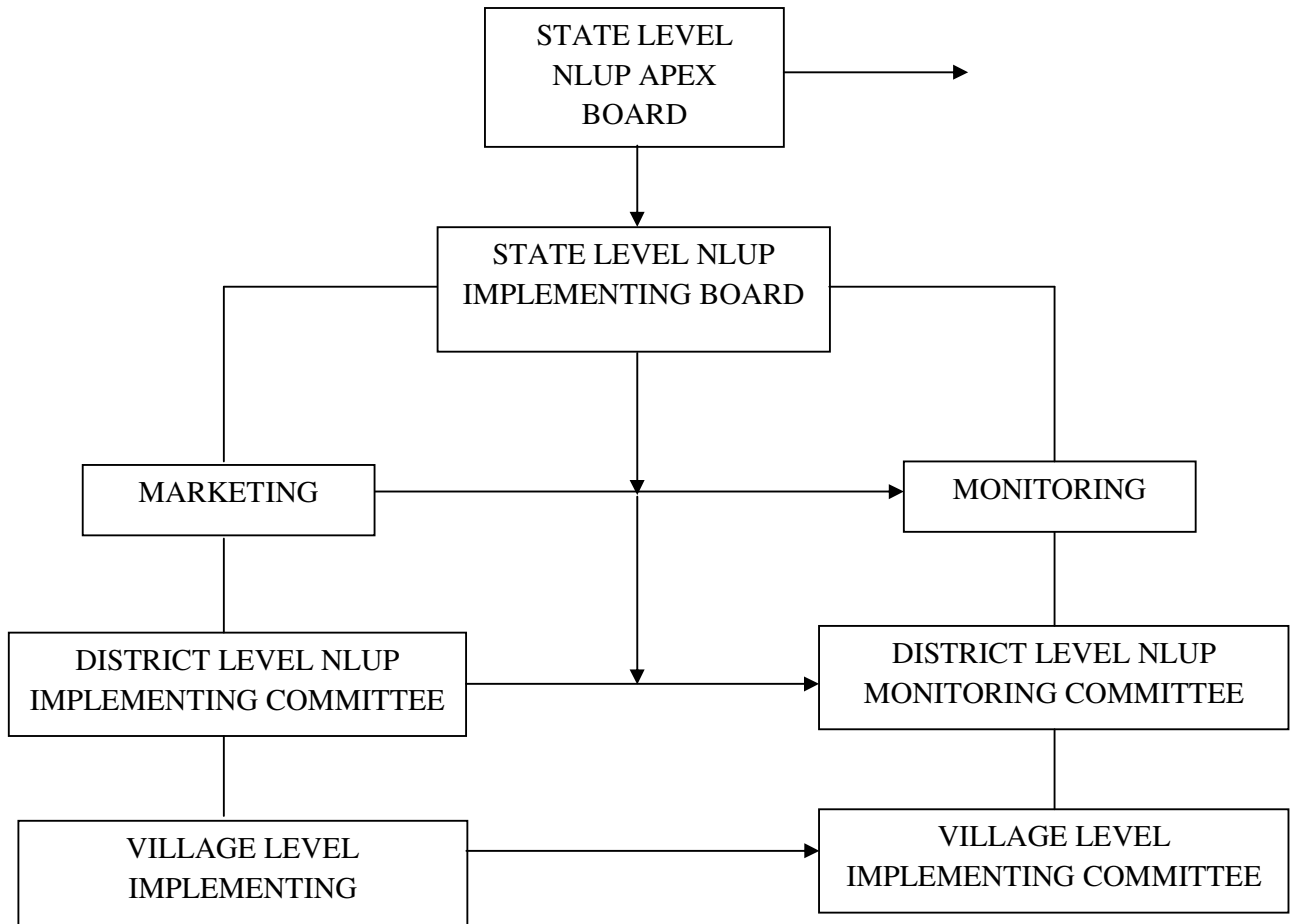 STATE LEVEL
NLUP APEX
BOARD
STATE LEVEL NLUP
IMPLEMENTING BOARD
MARKETING
MONITORING
DISTRICT LEVEL NLUP
IMPLEMENTING COMMITTEE
DISTRICT LEVEL NLUP
MONITORING COMMITTEE
VILLAGE LEVEL
IMPLEMENTING
VILLAGE LEVEL
IMPLEMENTING COMMITTEE